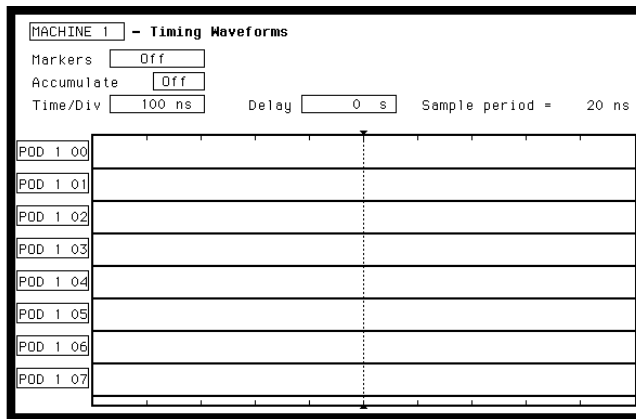 MACHINE 1 - Timing Waveforms
Markers Off
Accumulate Off
Time/Div 100 ns Delay 0 s Sample period = 20 ns
POD 1 00
POD 1 01
POD 1 02
POD 1 03
POD 1 04
POD 1 05
POD 1 06
POD 1 07